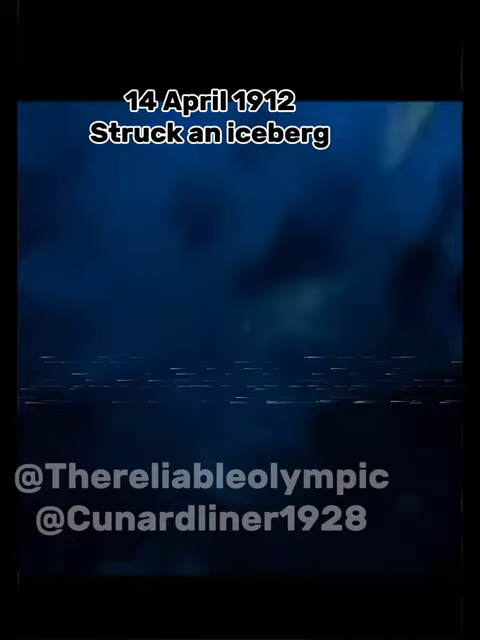 14 April 1912
Struck an iceberg
@Thereliableolympic
@Cunardliner1928